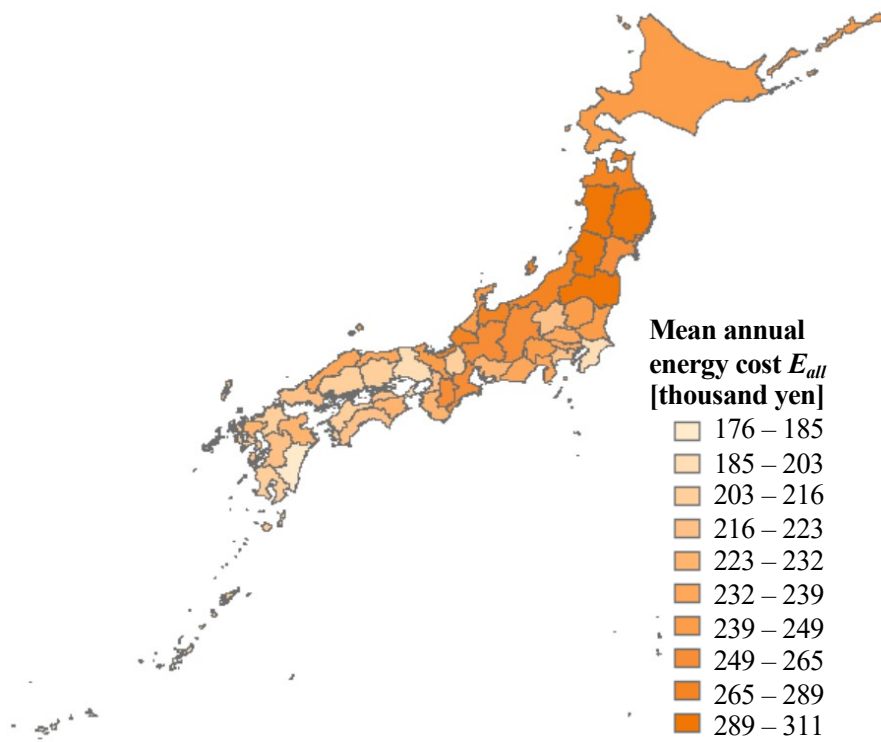 Mean annual
energy cost E_all
[thousand yen]
176 – 185
185 – 203
203 – 216
216 – 223
223 – 232
232 – 239
239 – 249
249 – 265
265 – 289
289 – 311